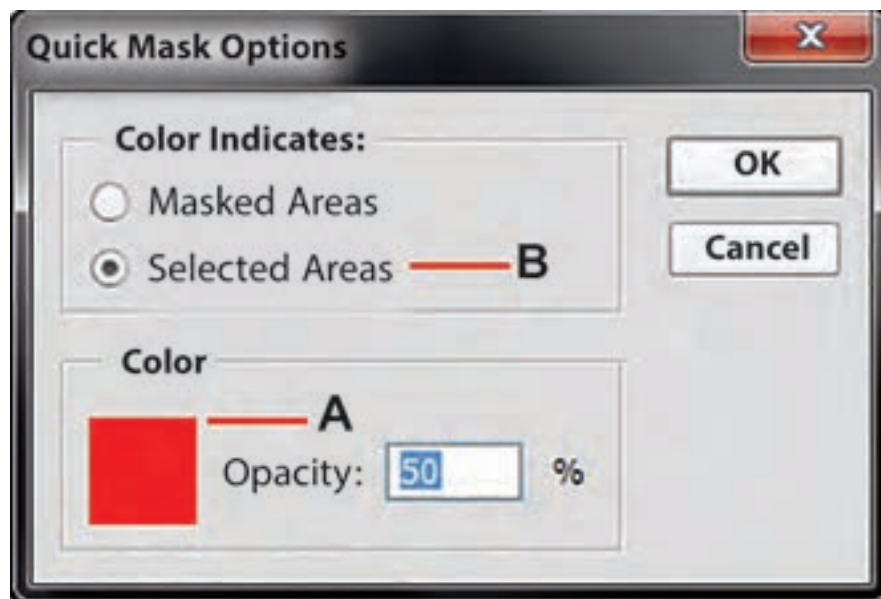 Quick Mask Options
Color Indicates:
Masked Areas
Selected Areas B
OK
Cancel
Color
A
Opacity: 50 %